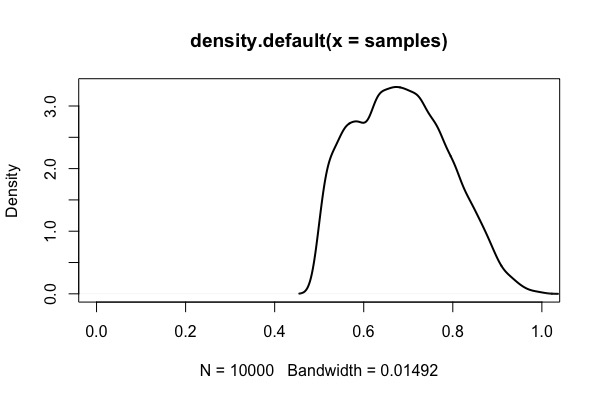 density.default(x = samples)
Density
3.0
2.0
1.0
0.0
0.0 0.2 0.4 0.6 0.8 1.0
N = 10000 Bandwidth = 0.01492